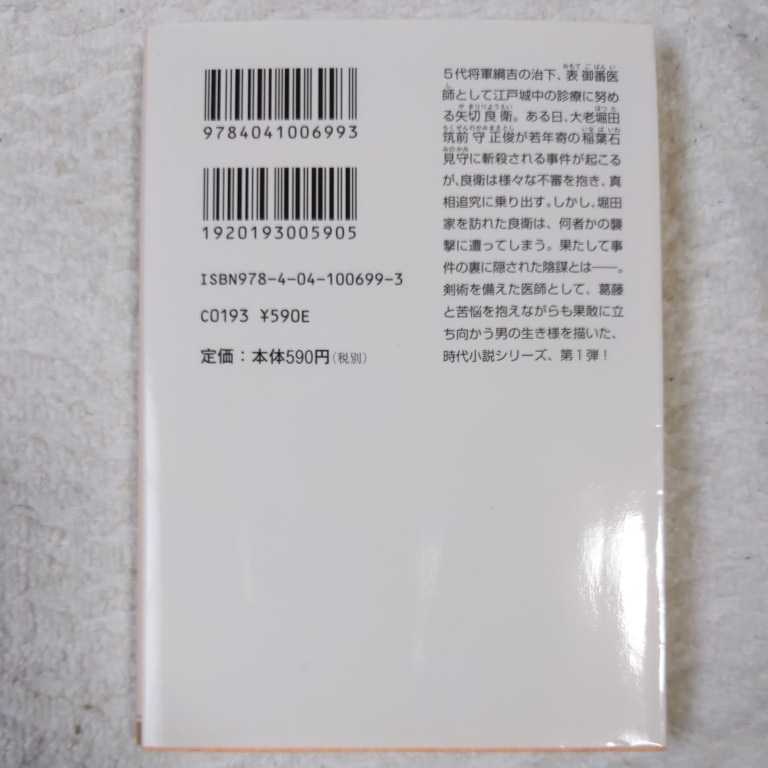 9784041006993
1920193005905
ISBN978-4-04-100699-3
C0193 ¥590E
定価：本体590円（税別）
5代将軍綱吉の治下、表御番医
師として江戸城中の診療に努め
る矢切良衛。ある日、大老堀田
筑前守正俊が若年寄の稲葉石
見守に斬殺される事件が起こる
が、良衛は様々な不審を抱き、真
相追究に乗り出す。しかし、堀田
家を訪れた良衛は、何者かの襲
撃に遭ってしまう。果たして事
件の裏に隠された陰謀とは――。
剣術を備えた医師として、葛藤
と苦悩を抱えながらも果敢に立
ち向かう男の生き様を描いた、
時代小説シリーズ、第1弾！